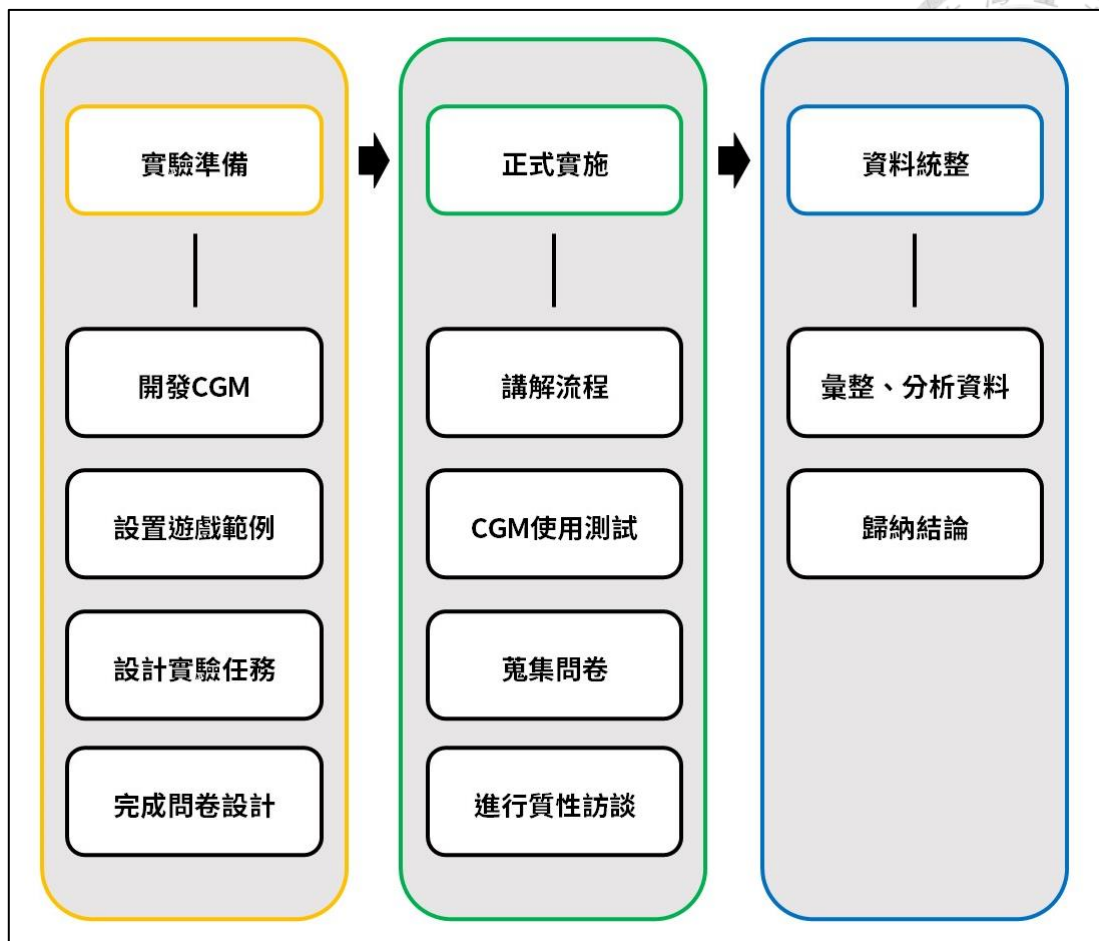 實驗準備
開發CGM
設置遊戲範例
設計實驗任務
完成問卷設計
正式實施
講解流程
CGM使用測試
蒐集問卷
進行質性訪談
資料統整
彙整、分析資料
歸納結論